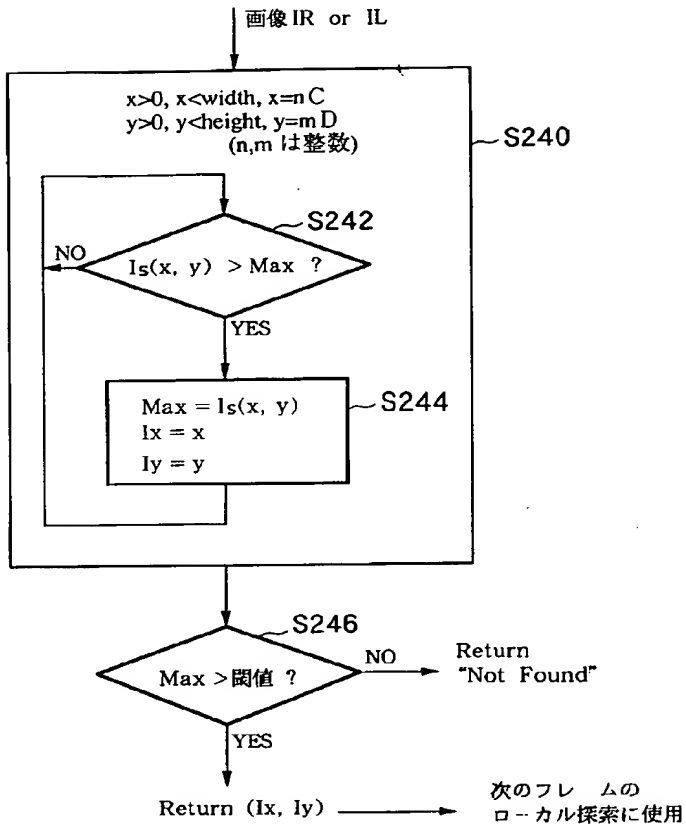 画像 IR or IL
x>0, x<width, x=nC
y>0, y<height, y=mD
(n,m は整数)
S240
S242
NO
Is(x, y) > Max ?
YES
S244
Max = Is(x, y)
Ix = x
Iy = y
S246
Max > 閾値 ?
NO
Return
"Not Found"
YES
Return (Ix, Iy)
次のフレームの
ローカル探索に使用